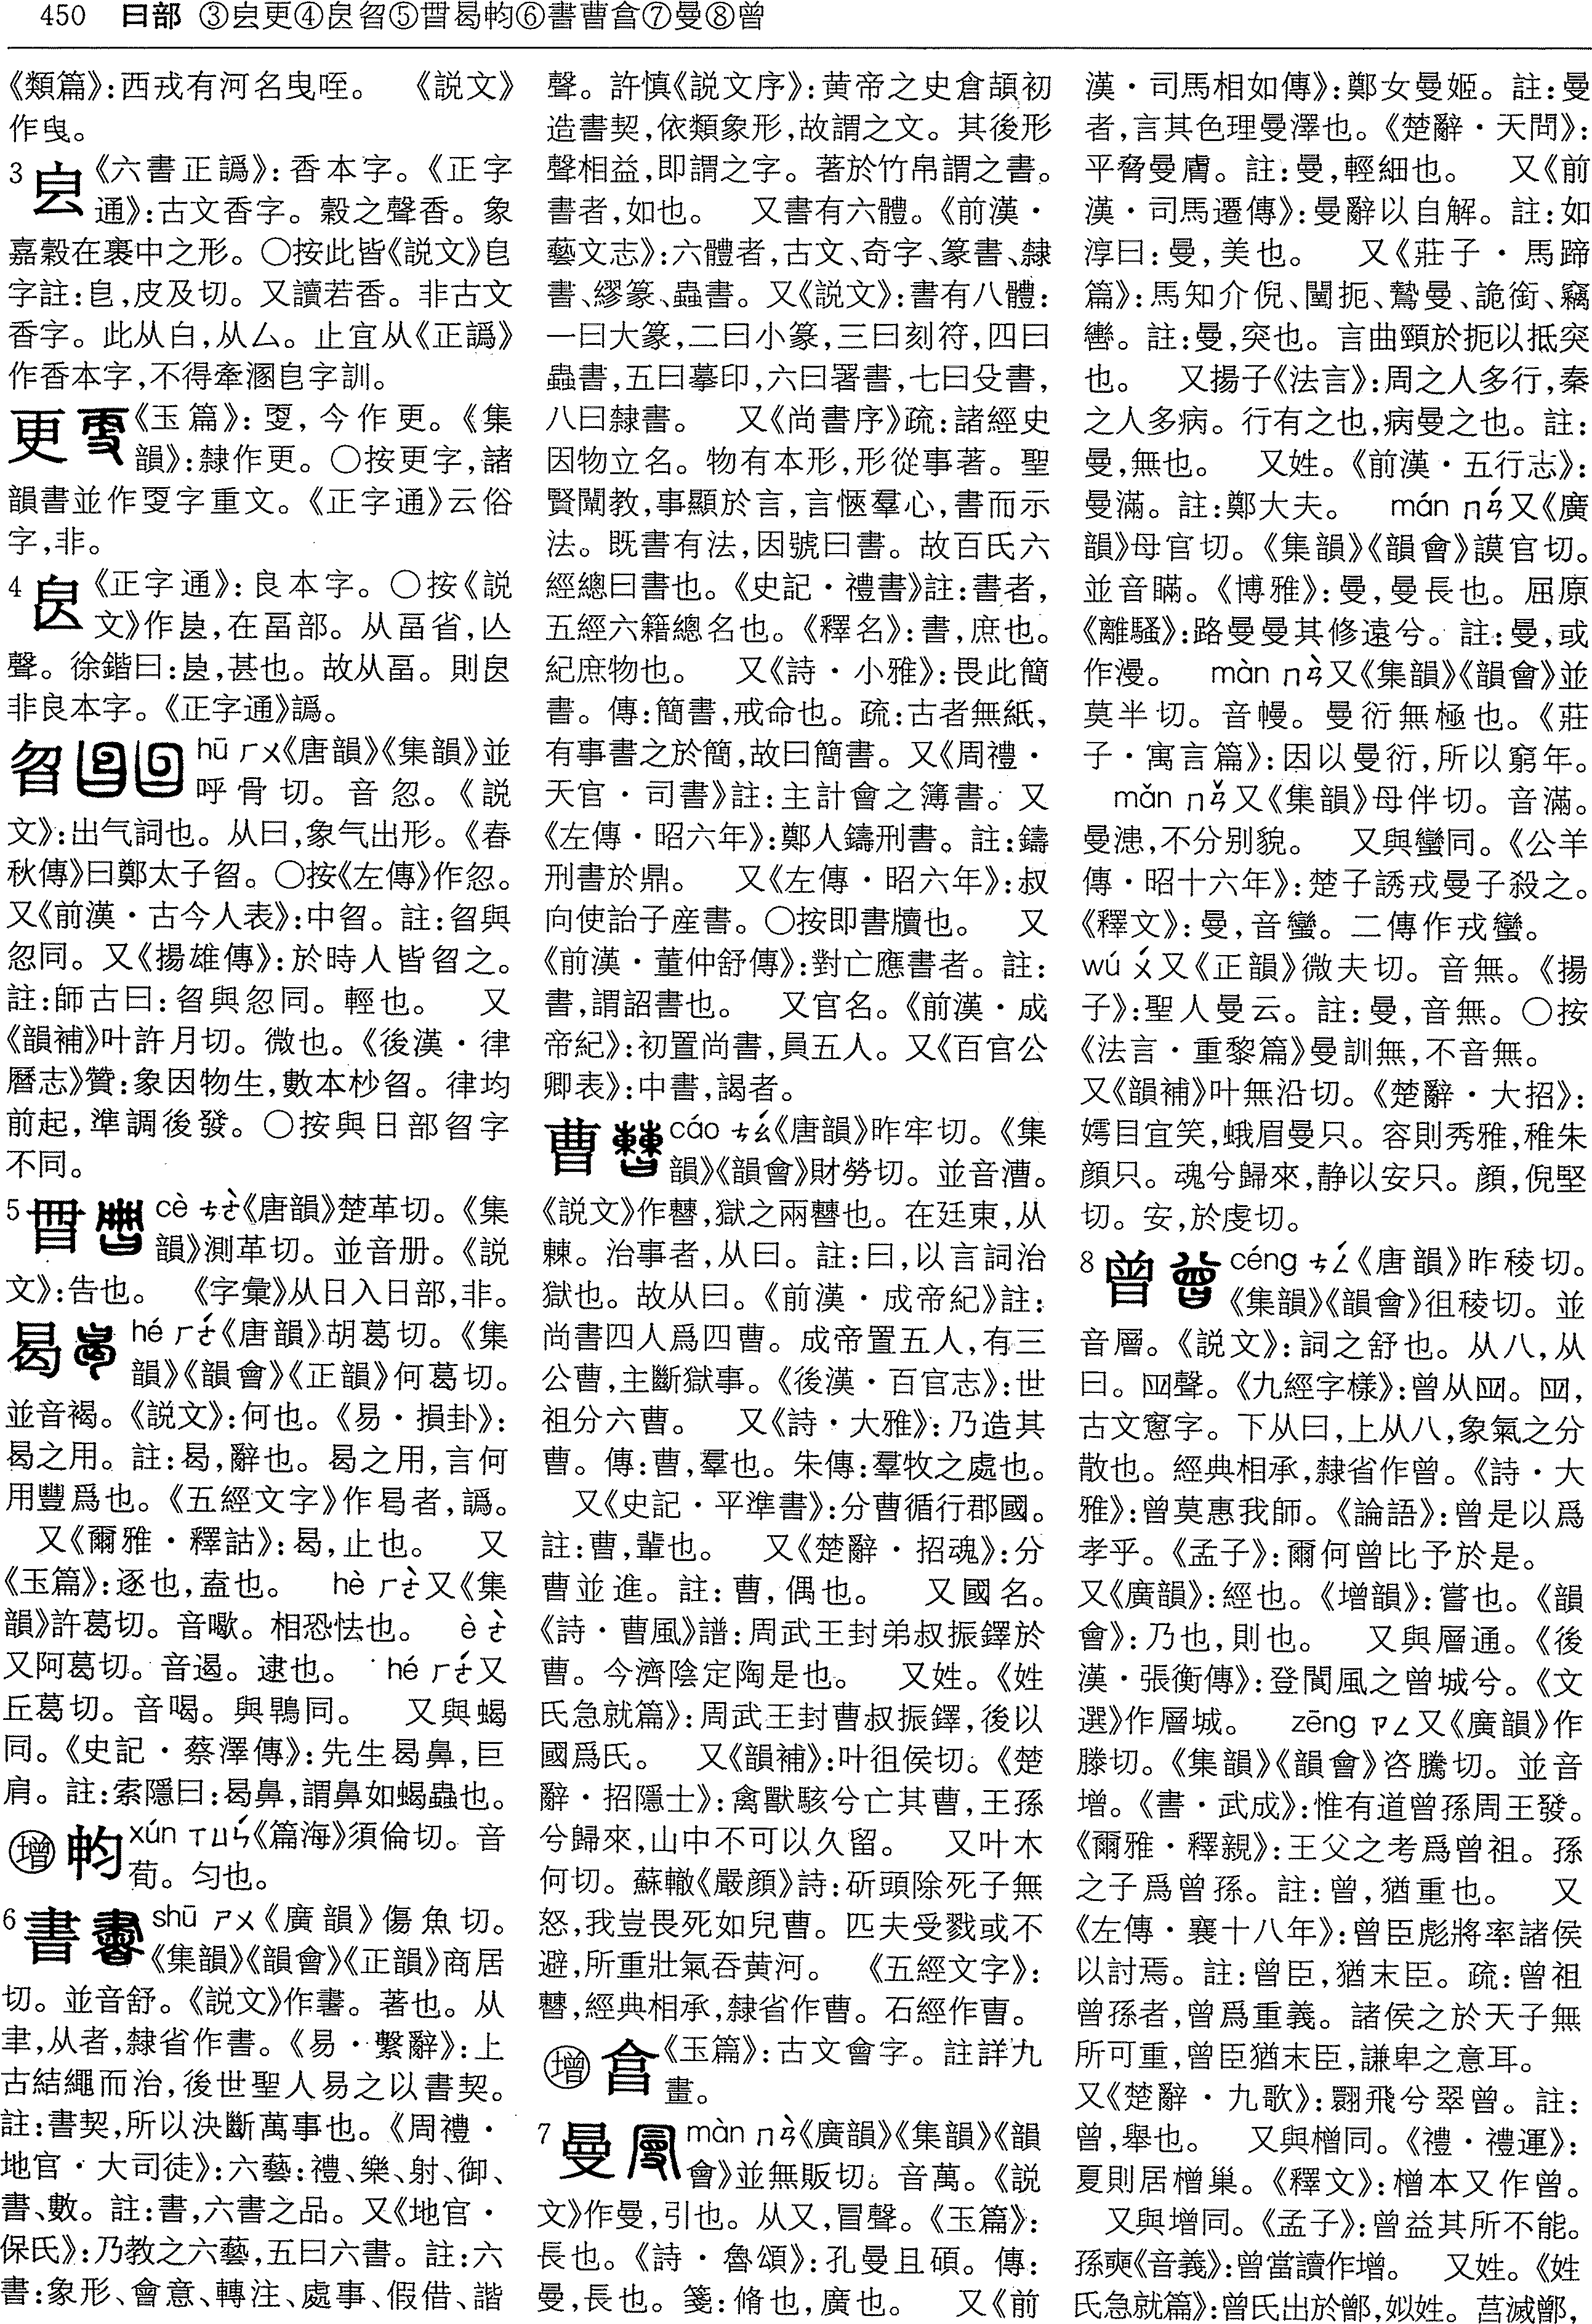 450 曰部 ③㿝更④㿽曶⑤曺曷㫬⑥書曹㑹⑦曼⑧曾
《類篇》:西戎有河名曳咥。 《説文》
作曳。
3 《六書正譌》:香本字。《正字
通》:古文香字。穀之聲香。象
嘉穀在裹中之形。○按此皆《説文》皀
字註:皀,皮及切。又讀若香。非古文
香字。此从白,从厶。止宜从《正譌》
作香本字,不得牽溷皀字訓。
更 《玉篇》:㪅,今作更。《集
韻》:隸作更。○按更字,諸
韻書並作㪅字重文。《正字通》云俗
字,非。
4 《正字通》:良本字。○按《説
文》作㫐,在畗部。从畗省,亾
聲。徐鍇曰:㫐,甚也。故从畗。則
非良本字。《正字通》譌。
曶 hū ㄏㄨ《唐韻》《集韻》並
呼骨切。音忽。《説
文》:出气詞也。从曰,象气出形。《春
秋傳》曰鄭太子曶。○按《左傳》作忽。
又《前漢·古今人表》:中曶。註:曶與
忽同。又《揚雄傳》:於時人皆曶之。
註:師古曰:曶與忽同。輕也。 又
《韻補》叶許月切。微也。《後漢·律
曆志》贊:象因物生,數本杪曶。律均
前起,準調後發。○按與日部曶字
不同。
5 cè ㄘㄜˋ《唐韻》楚革切。《集
韻》測革切。並音册。《説
文》:告也。 《字彙》从日入日部,非。
曷 hé ㄏㄜˊ《唐韻》胡葛切。《集
韻》《韻會》《正韻》何葛切。
並音褐。《説文》:何也。《易·損卦》:
曷之用。註:曷,辭也。曷之用,言何
用豐爲也。《五經文字》作曷者,譌。
又《爾雅·釋詁》:曷,止也。 又
《玉篇》:逐也,盍也。 hè ㄏㄜˋ又《集
韻》許葛切。音歇。相恐怯也。 è ㄜˋ
又阿葛切。音遏。逮也。 hé ㄏㄜˊ又
丘葛切。音喝。與鶡同。 又與蝎
同。《史記·蔡澤傳》:先生曷鼻,巨
肩。註:索隱曰:曷鼻,謂鼻如蝎蟲也。
增 xún ㄒㄩㄣˊ《篇海》須倫切。音
荀。匀也。
6 書 shū ㄕㄨ《廣韻》傷魚切。
《集韻》《韻會》《正韻》商居
切。並音舒。《説文》作書。著也。从
聿,从者,隸省作書。《易·繫辭》:上
古結繩而治,後世聖人易之以書契。
註:書契,所以決斷萬事也。《周禮·
地官·大司徒》:六藝:禮、樂、射、御、
書、數。註:書,六書之品。又《地官·
保氏》:乃教之六藝,五曰六書。註:六
書:象形、會意、轉注、處事、假借、諧
聲。許慎《説文序》:黄帝之史倉頡初
造書契,依類象形,故謂之文。其後形
聲相益,即謂之字。著於竹帛謂之書。
書者,如也。 又書有六體。《前漢·
藝文志》:六體者,古文、奇字、篆書、隸
書、繆篆、蟲書。又《説文》:書有八體:
一曰大篆,二曰小篆,三曰刻符,四曰
蟲書,五曰摹印,六曰署書,七曰殳書,
八曰隸書。 又《尚書序》疏:諸經史
因物立名。物有本形,形從事著。聖
賢闡教,事顯於言,言愜羣心,書而示
法。既書有法,因號曰書。故百氏六
經總曰書也。《史記·禮書》註:書者,
五經六籍總名也。《釋名》:書,庶也。
紀庶物也。 又《詩·小雅》:畏此簡
書。傳:簡書,戒命也。疏:古者無紙,
有事書之於簡,故曰簡書。又《周禮·
天官·司書》註:主計會之簿書。又
《左傳·昭六年》:鄭人鑄刑書。註:鑄
刑書於鼎。 又《左傳·昭六年》:叔
向使詒子産書。○按即書牘也。 又
《前漢·董仲舒傳》:對亡應書者。註:
書,謂詔書也。 又官名。《前漢·成
帝紀》:初置尚書,員五人。又《百官公
卿表》:中書,謁者。
曹 cáo ㄘㄠˊ《唐韻》昨牢切。《集
韻》《韻會》財勞切。並音漕。
《説文》作㯥,獄之兩㯥也。在廷東,从
㯥。治事者,从曰。註:曰,以言詞治
獄也。故从曰。《前漢·成帝紀》註:
尚書四人爲四曹。成帝置五人,有三
公曹,主斷獄事。《後漢·百官志》:世
祖分六曹。 又《詩·大雅》:乃造其
曹。傳:曹,羣也。朱傳:羣牧之處也。
又《史記·平準書》:分曹循行郡國。
註:曹,輩也。 又《楚辭·招魂》:分
曹並進。註:曹,偶也。 又國名。
《詩·曹風》譜:周武王封弟叔振鐸於
曹。今濟陰定陶是也。 又姓。《姓
氏急就篇》:周武王封曹叔振鐸,後以
國爲氏。 又《韻補》:叶徂侯切。《楚
辭·招隱士》:禽獸駭兮亡其曹,王孫
兮歸來,山中不可以久留。 又叶木
何切。蘇轍《嚴顔》詩:斫頭除死子無
怒,我豈畏死如兒曹。匹夫受戮或不
避,所重壯氣吞黄河。 《五經文字》:
㯥,經典相承,隸省作曹。石經作曺。
增 㑹《玉篇》:古文會字。註詳九
畫。
7 曼 màn ㄇㄢˋ《廣韻》《集韻》《韻
會》並無販切。音萬。《説
文》作曼,引也。从又,冒聲。《玉篇》:
長也。《詩·魯頌》:孔曼且碩。傳:
曼,長也。箋:脩也,廣也。 又《前
漢·司馬相如傳》:鄭女曼姬。註:曼
者,言其色理曼澤也。《楚辭·天問》:
平脅曼膚。註:曼,輕細也。 又《前
漢·司馬遷傳》:曼辭以自解。註:如
淳曰:曼,美也。 又《莊子·馬蹄
篇》:馬知介倪、闉扼、鷙曼、詭銜、竊
轡。註:曼,突也。言曲頸於扼以抵突
也。 又揚子《法言》:周之人多行,秦
之人多病。行有之也,病曼之也。註:
曼,無也。 又姓。《前漢·五行志》:
曼滿。註:鄭大夫。 mán ㄇㄢˊ又《廣
韻》母官切。《集韻》《韻會》謨官切。
並音瞞。《博雅》:曼,曼長也。屈原
《離騷》:路曼曼其修遠兮。註:曼,或
作漫。 màn ㄇㄢˋ又《集韻》《韻會》並
莫半切。音幔。曼衍無極也。《莊
子·寓言篇》:因以曼衍,所以窮年。
mǎn ㄇㄢˇ又《集韻》母伴切。音滿。
曼漶,不分别貌。 又與蠻同。《公羊
傳·昭十六年》:楚子誘戎曼子殺之。
《釋文》:曼,音蠻。二傳作戎蠻。
wú ㄨˊ又《正韻》微夫切。音無。《揚
子》:聖人曼云。註:曼,音無。○按
《法言·重黎篇》曼訓無,不音無。
又《韻補》叶無沿切。《楚辭·大招》:
嫮目宜笑,蛾眉曼只。容則秀雅,稚朱
顔只。魂兮歸來,静以安只。顔,倪堅
切。安,於虔切。
8 曾 céng ㄘㄥˊ《唐韻》昨稜切。
《集韻》《韻會》徂稜切。並
音層。《説文》:詞之舒也。从八,从
曰。囧聲。《九經字樣》:曾从囧。囧,
古文窻字。下从曰,上从八,象氣之分
散也。經典相承,隸省作曾。《詩·大
雅》:曾莫惠我師。《論語》:曾是以爲
孝乎。《孟子》:爾何曾比予於是。
又《廣韻》:經也。《增韻》:嘗也。《韻
會》:乃也,則也。 又與層通。《後
漢·張衡傳》:登閬風之曾城兮。《文
選》作層城。 zēng ㄗㄥ又《廣韻》作
滕切。《集韻》《韻會》咨騰切。並音
增。《書·武成》:惟有道曾孫周王發。
《爾雅·釋親》:王父之考爲曾祖。孫
之子爲曾孫。註:曾,猶重也。 又
《左傳·襄十八年》:曾臣彪將率諸侯
以討焉。註:曾臣,猶末臣。疏:曾祖
曾孫者,曾爲重義。諸侯之於天子無
所可重,曾臣猶末臣,謙卑之意耳。
又《楚辭·九歌》:翾飛兮翠曾。註:
曾,舉也。 又與橧同。《禮·禮運》:
夏則居橧巢。《釋文》:橧本又作曾。
又與增同。《孟子》:曾益其所不能。
孫奭《音義》:曾當讀作增。 又姓。《姓
氏急就篇》:曾氏出於鄫,姒姓。莒滅鄫,